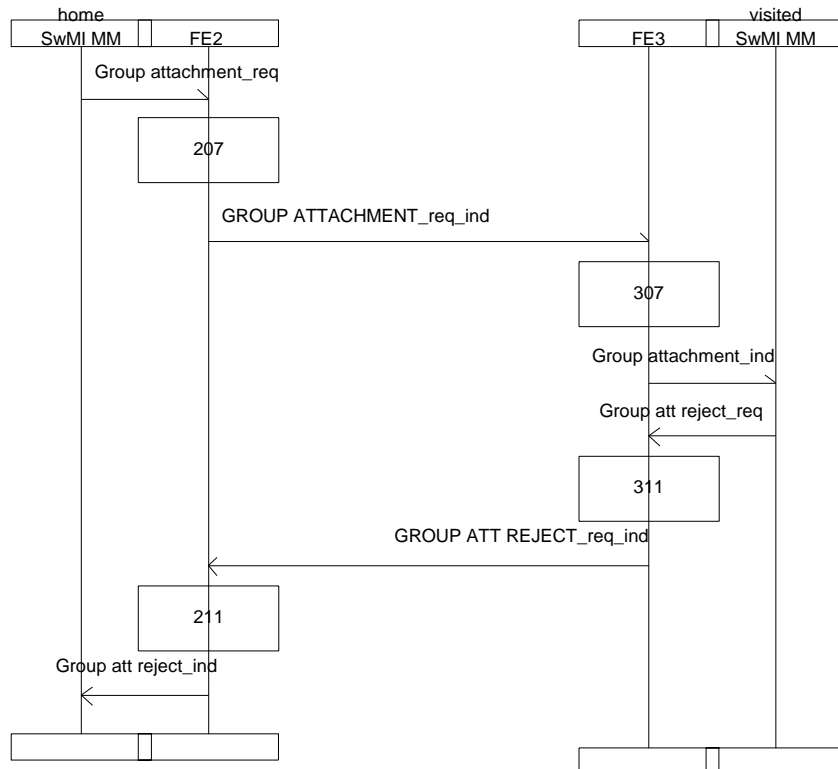 home
visited
SwMI MM
FE2
FE3
SwMI MM
Group attachment_req
207
GROUP ATTACHMENT_req_ind
307
Group attachment_ind
Group att reject_req
311
GROUP ATT REJECT_req_ind
211
Group att reject_ind